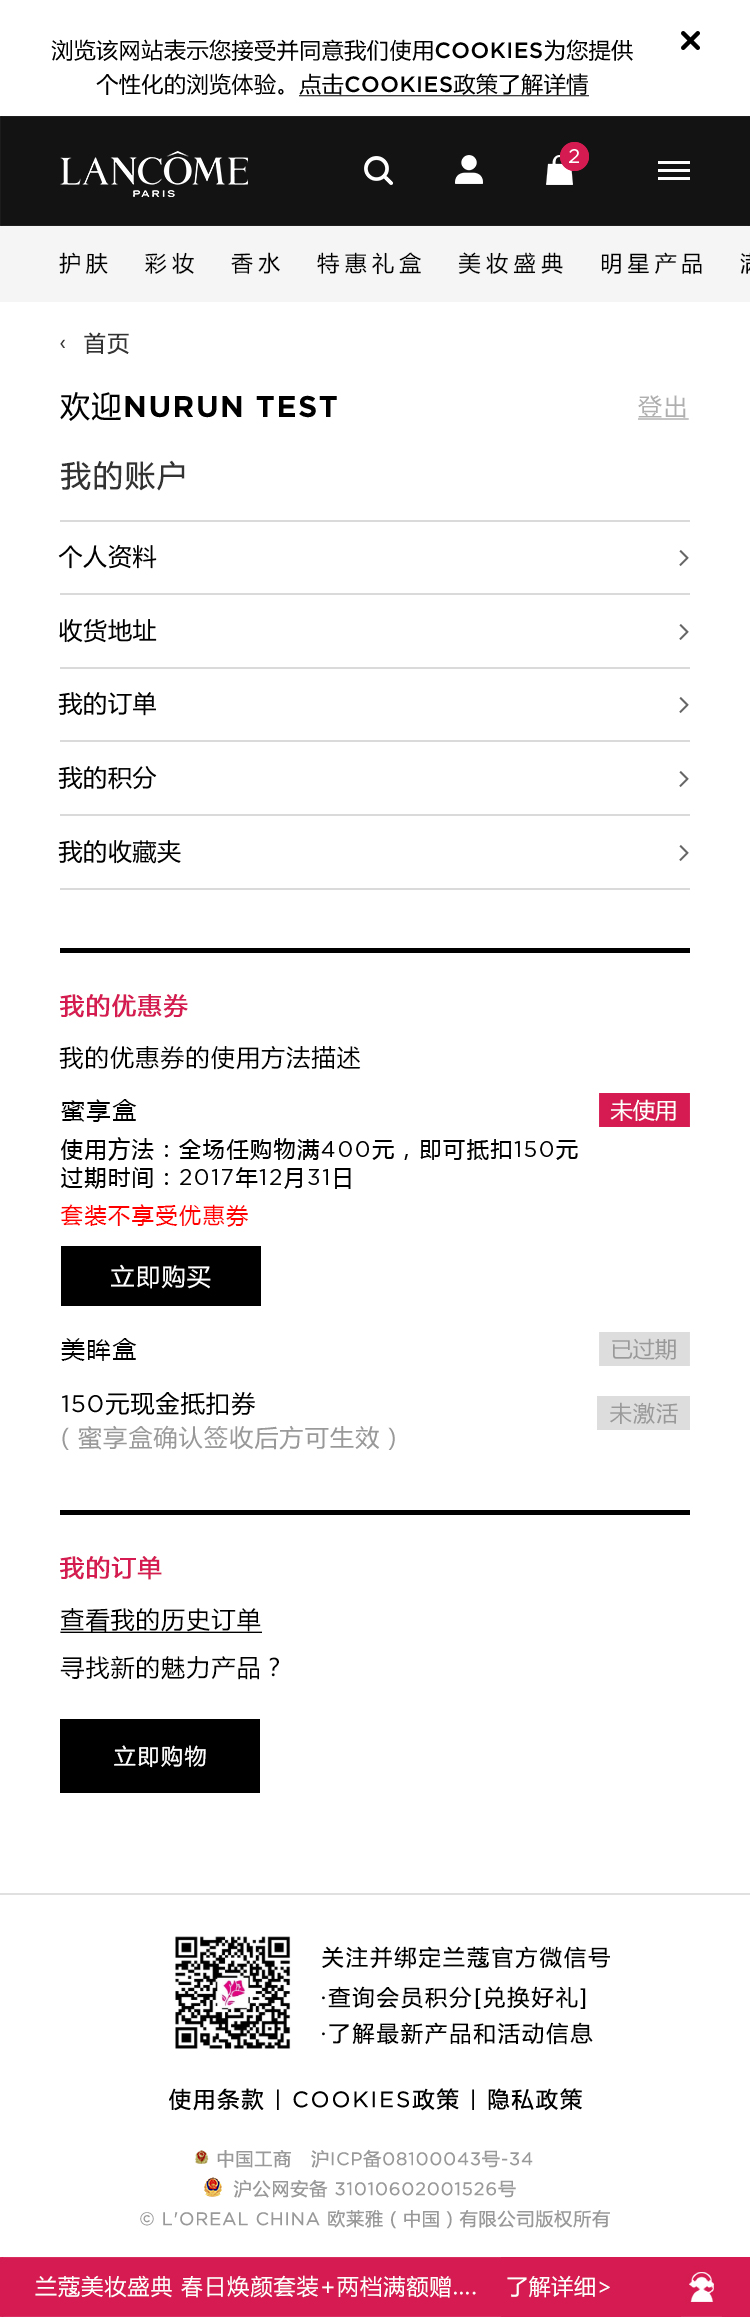 浏览该网站表示您接受并同意我们使用COOKIES为您提供
个性化的浏览体验。点击COOKIES政策了解详情
LANCÔME
PARIS
2
护肤 彩妆 香水 特惠礼盒 美妆盛典 明星产品
‹ 首页
欢迎NURUN TEST 登出
我的账户
个人资料
收货地址
我的订单
我的积分
我的收藏夹
我的优惠券
我的优惠券的使用方法描述
蜜享盒 未使用
使用方法：全场任购物满400元，即可抵扣150元
过期时间：2017年12月31日
套装不享受优惠券
立即购买
美眸盒 已过期
150元现金抵扣券 未激活
（蜜享盒确认签收后方可生效）
我的订单
查看我的历史订单
寻找新的魅力产品？
立即购物
关注并绑定兰蔻官方微信号
·查询会员积分[兑换好礼]
·了解最新产品和活动信息
使用条款 | COOKIES政策 | 隐私政策
中国工商 沪ICP备08100043号-34
沪公网安备 31010602001526号
© L'OREAL CHINA 欧莱雅（中国）有限公司版权所有
兰蔻美妆盛典 春日焕颜套装+两档满额赠.... 了解详细>